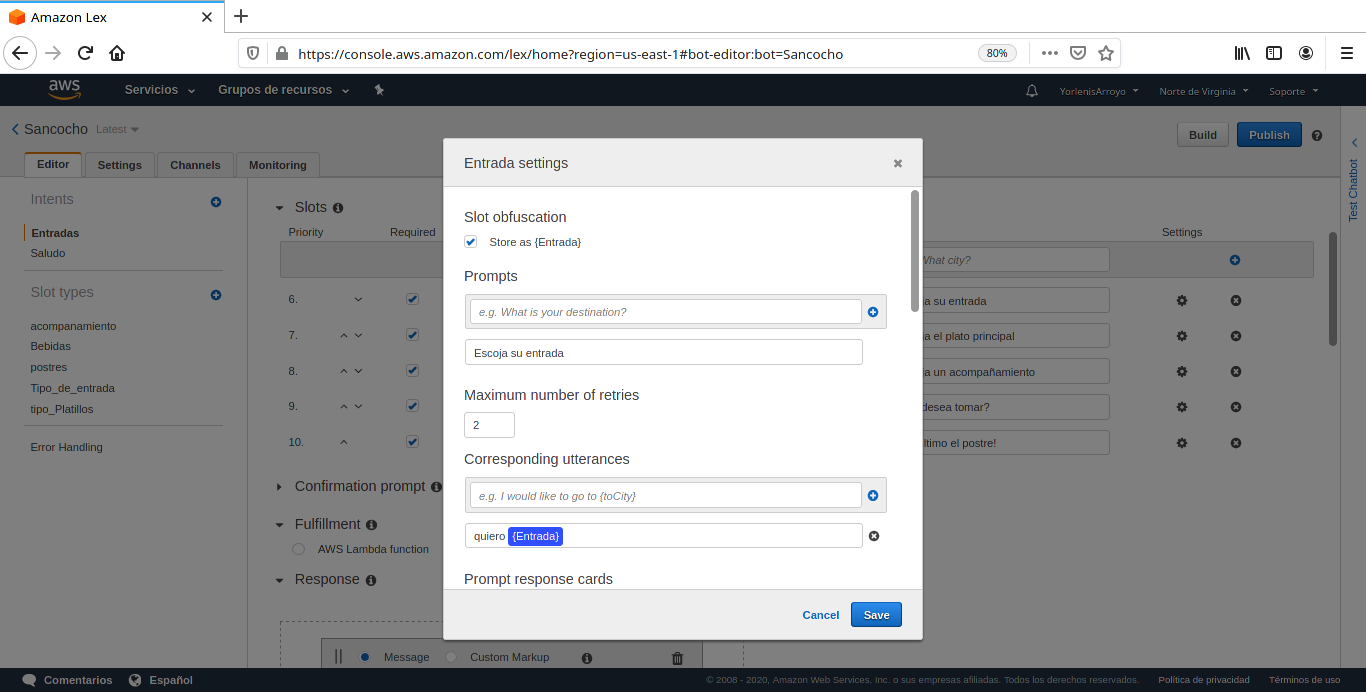 Amazon Lex
https://console.aws.amazon.com/lex/home?region=us-east-1#bot-editor:bot=Sancocho 80%
aws Servicios Grupos de recursos YorlenisArroyo Norte de Virginia Soporte
Sancocho Latest Build Publish
Editor Settings Channels Monitoring
Test Chatbot
Intents
Entradas
Saludo
Slot types
acompanamiento
Bebidas
postres
Tipo_de_entrada
tipo_Platillos
Error Handling
Slots
Priority Required Settings
What city?
6. a su entrada
7. a el plato principal
8. a un acompañamiento
9. desea tomar?
10. ltimo el postre!
Confirmation prompt
Fulfillment
AWS Lambda function
Response
Message Custom Markup
Entrada settings
Slot obfuscation
Store as {Entrada}
Prompts
e.g. What is your destination?
Escoja su entrada
Maximum number of retries
2
Corresponding utterances
e.g. I would like to go to {toCity}
quiero {Entrada}
Prompt response cards
Cancel Save
Comentarios Español © 2008 - 2020, Amazon Web Services, Inc. o sus empresas afiliadas. Todos los derechos reservados. Política de privacidad Términos de uso